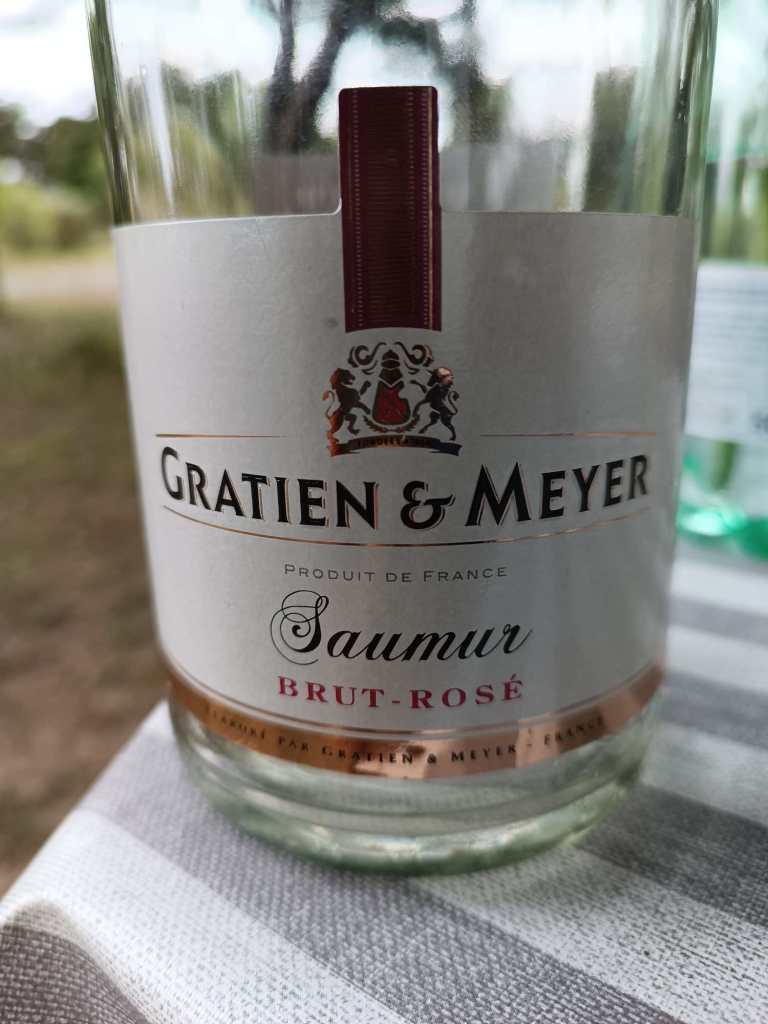 GRATIEN & MEYER
PRODUIT DE FRANCE
Saumur
BRUT-ROSÉ
ÉLABORÉ PAR GRATIEN & MEYER - FRANCE